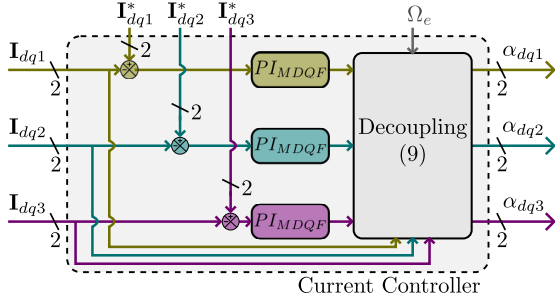 I*dq1 I*dq2 I*dq3
Ωe
2
Idq1
2
PIMDQF
αdq1
2
2
Idq2
2
PIMDQF
Decoupling
(9)
αdq2
2
2
Idq3
2
PIMDQF
αdq3
2
Current Controller